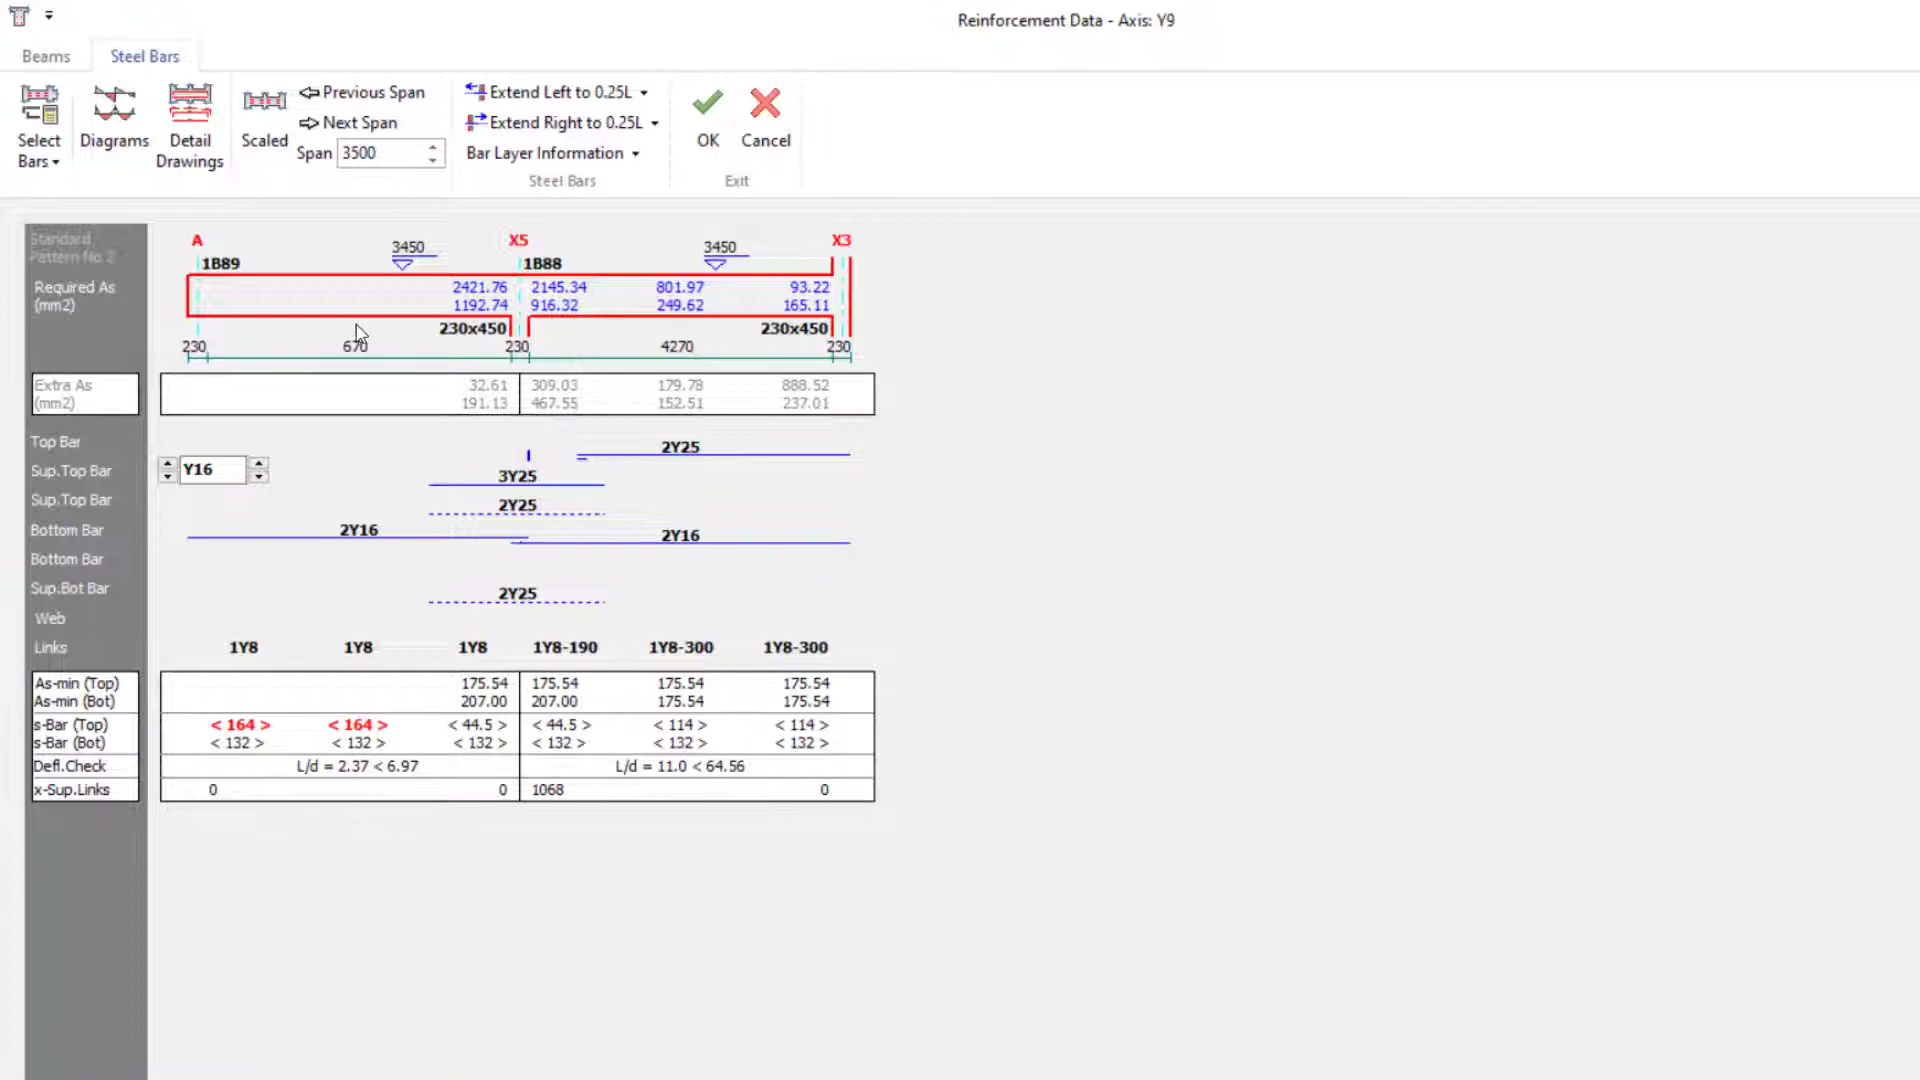 Reinforcement Data - Axis: Y9
Beams Steel Bars
Select Bars
Diagrams
Detail Drawings
Scaled
Previous Span
Next Span
Span 3500
Extend Left to 0.25L
Extend Right to 0.25L
Bar Layer Information
Steel Bars
OK Cancel
Exit
Standard
Pattern No 2
A 3450 X5 3450 X3
1B89 1B88
Required As 2421.76 2145.34 801.97 93.22
(mm2) 1192.74 916.32 249.62 165.11
230x450 230x450
230 670 230 4270 230
Extra As 32.61 309.03 179.78 888.52
(mm2) 191.13 467.55 152.51 237.01
Top Bar 2Y25
Sup.Top Bar Y16 3Y25
Sup.Top Bar 2Y25
Bottom Bar 2Y16 2Y16
Bottom Bar
Sup.Bot Bar 2Y25
Web
Links 1Y8 1Y8 1Y8 1Y8-190 1Y8-300 1Y8-300
As-min (Top) 175.54 175.54 175.54 175.54
As-min (Bot) 207.00 207.00 175.54 175.54
s-Bar (Top) < 164 > < 164 > < 44.5 > < 44.5 > < 114 > < 114 >
s-Bar (Bot) < 132 > < 132 > < 132 > < 132 > < 132 > < 132 >
Defl.Check L/d = 2.37 < 6.97 L/d = 11.0 < 64.56
x-Sup.Links 0 0 1068 0